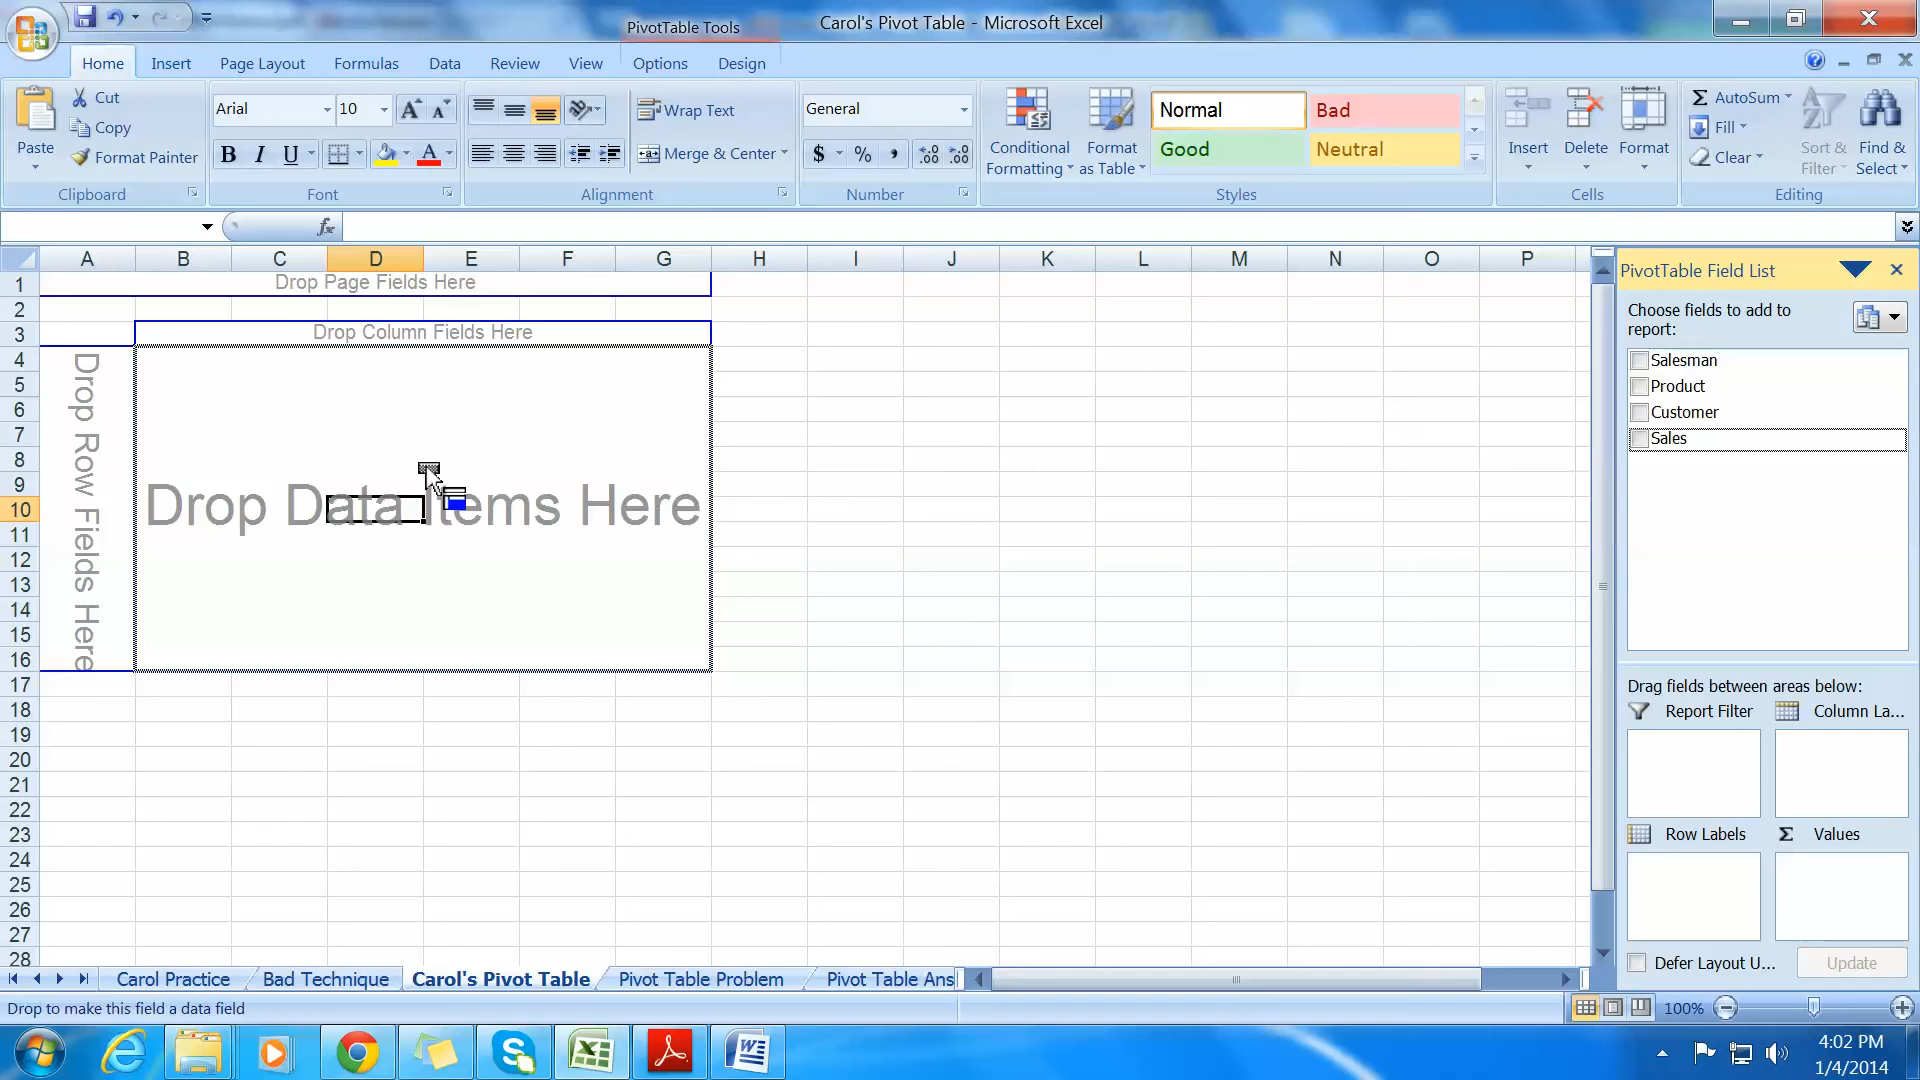 PivotTable Tools
Carol's Pivot Table - Microsoft Excel
Home Insert Page Layout Formulas Data Review View Options Design
Paste
Cut
Copy
Format Painter
Clipboard
Arial 10
B I U
Font
Wrap Text
Merge & Center
Alignment
General
$ % ,
Number
Conditional Formatting
Format as Table
Normal Bad
Good Neutral
Styles
Insert Delete Format
Cells
AutoSum
Fill
Clear
Sort & Filter
Find & Select
Editing
fx
A B C D E F G H I J K L M N O P
1
2
3
4
5
6
7
8
9
10
11
12
13
14
15
16
17
18
19
20
21
22
23
24
25
26
27
28
Drop Page Fields Here
Drop Column Fields Here
Drop Row Fields Here
Drop Data Items Here
PivotTable Field List
Choose fields to add to
report:
Salesman
Product
Customer
Sales
Drag fields between areas below:
Report Filter Column La...
Row Labels Σ Values
Defer Layout U... Update
Carol Practice Bad Technique Carol's Pivot Table Pivot Table Problem Pivot Table Ans
Drop to make this field a data field
100%
4:02 PM
1/4/2014